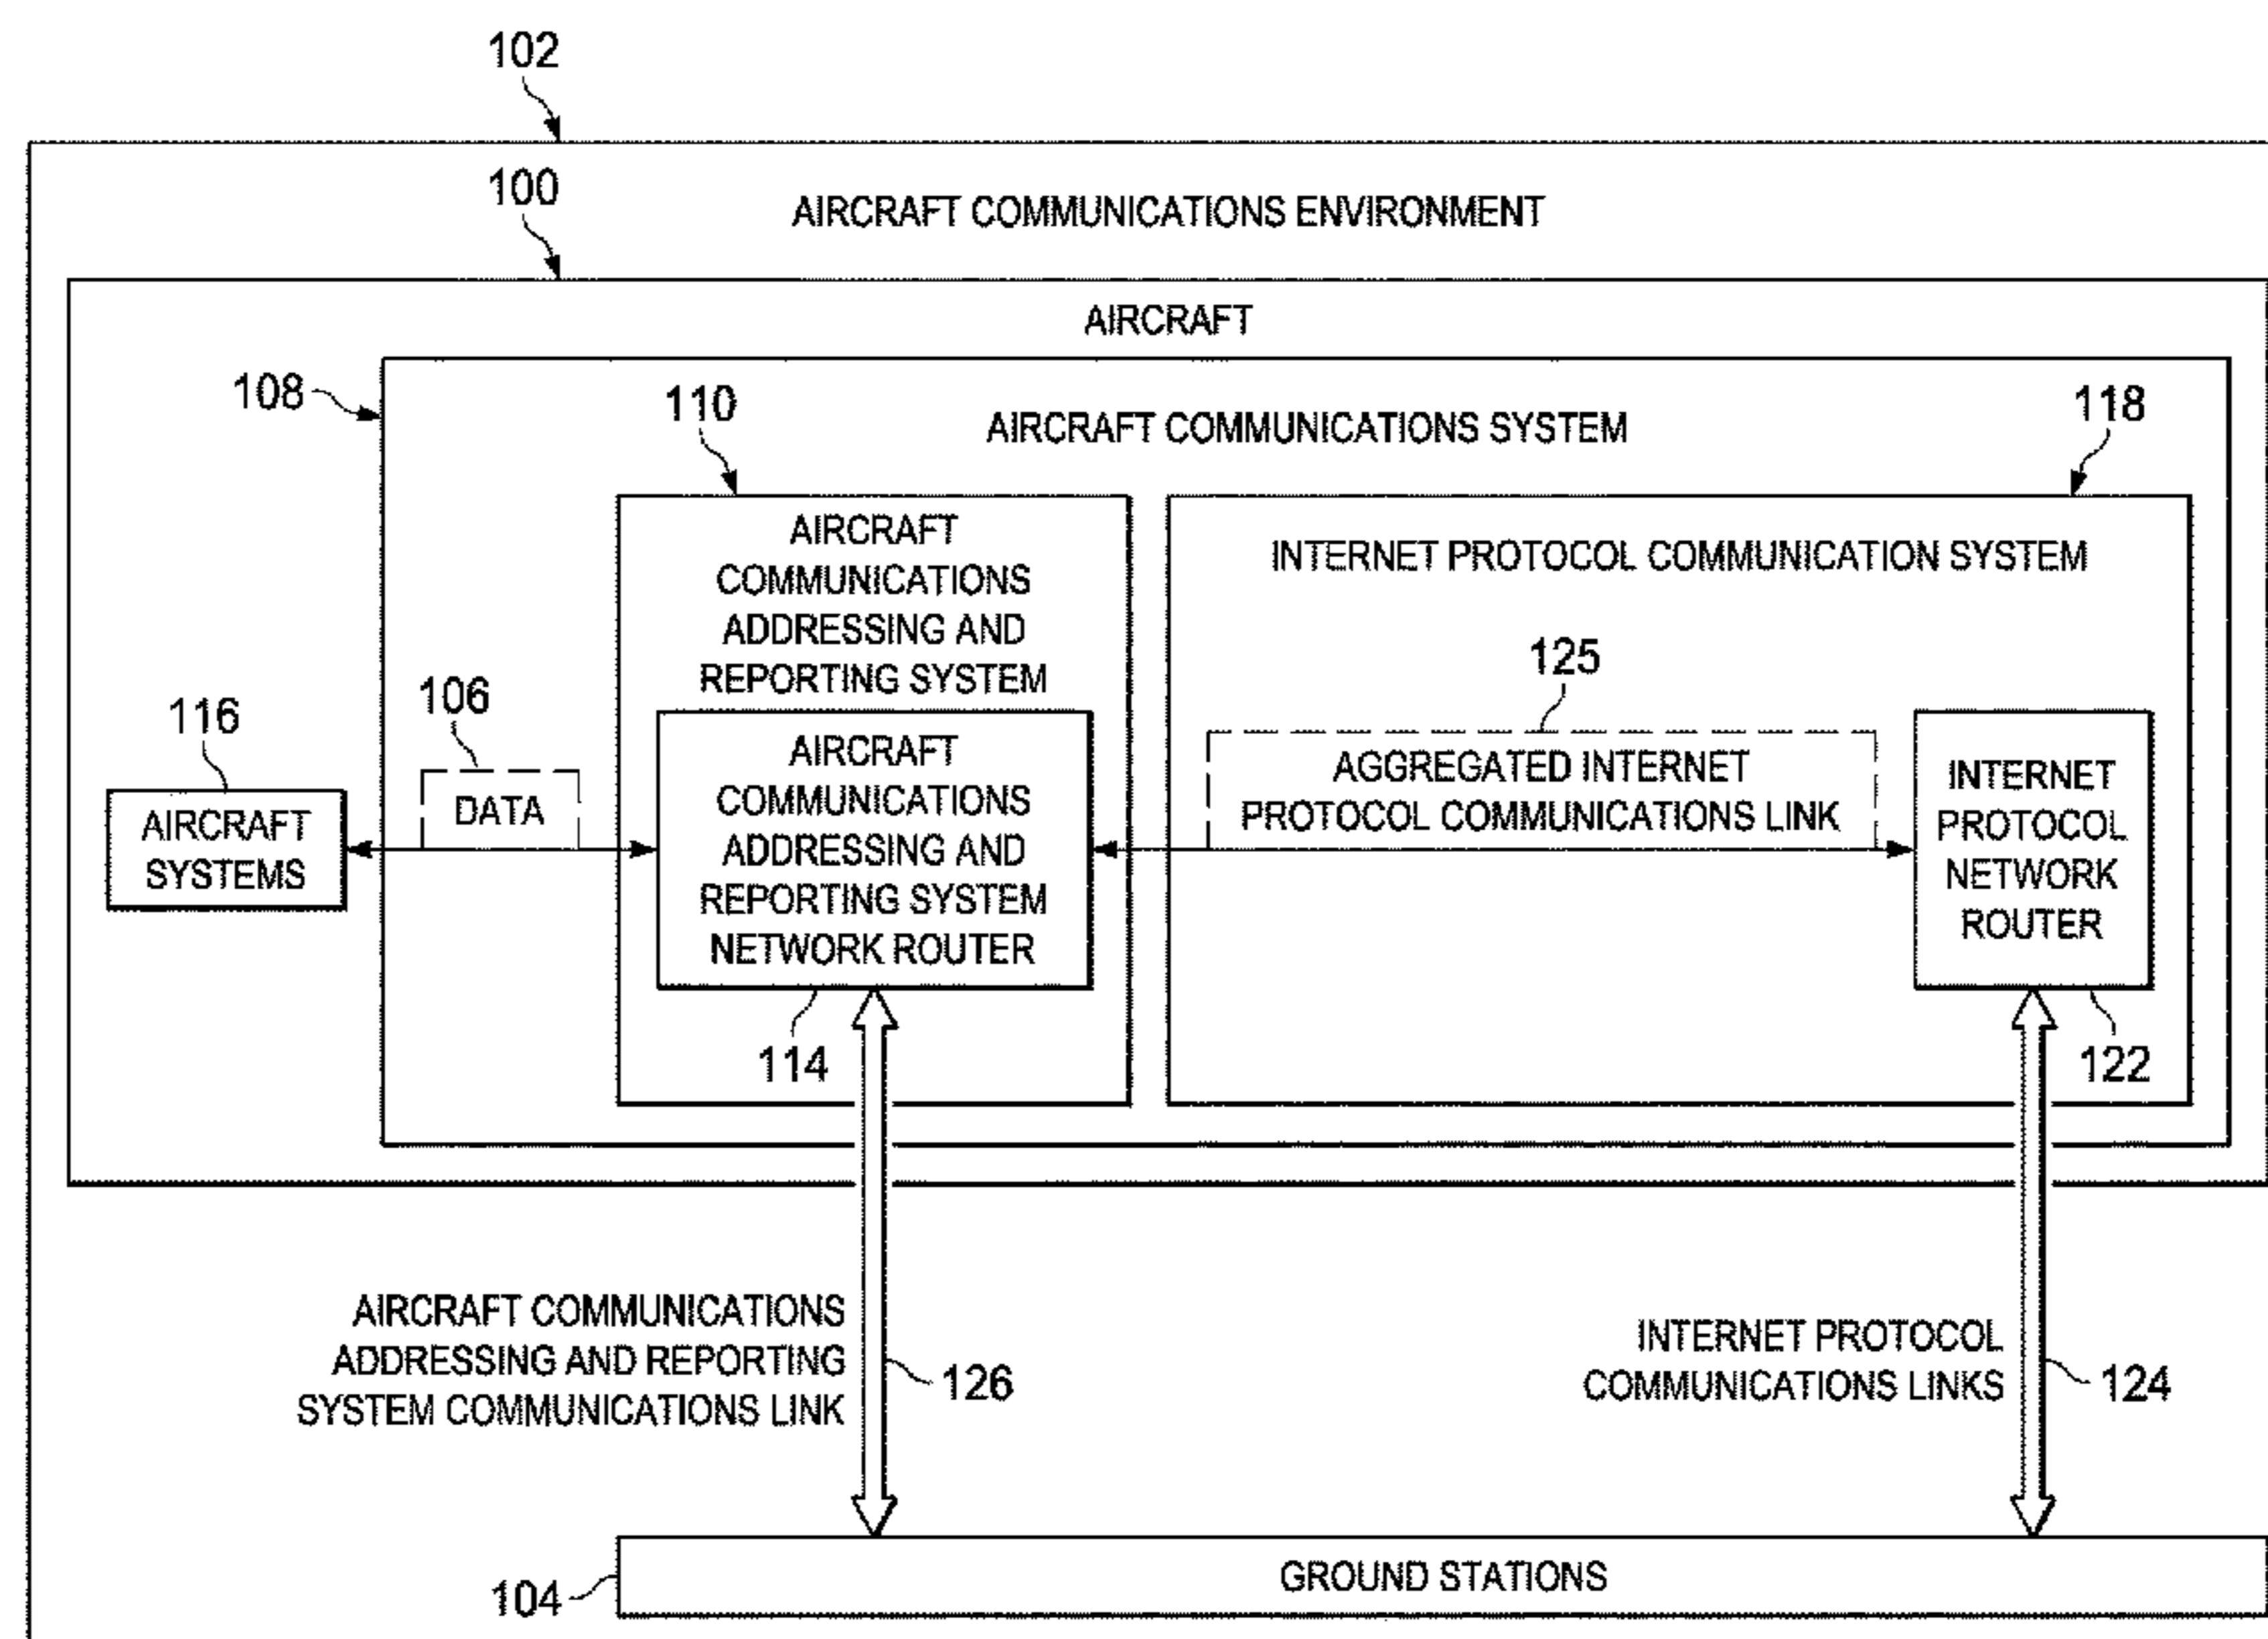 102
AIRCRAFT COMMUNICATIONS ENVIRONMENT
100
AIRCRAFT
108
AIRCRAFT COMMUNICATIONS SYSTEM
110
118
AIRCRAFT
COMMUNICATIONS
ADDRESSING AND
REPORTING SYSTEM
INTERNET PROTOCOL COMMUNICATION SYSTEM
116
AIRCRAFT
SYSTEMS
106
DATA
AIRCRAFT
COMMUNICATIONS
ADDRESSING AND
REPORTING SYSTEM
NETWORK ROUTER
114
125
AGGREGATED INTERNET
PROTOCOL COMMUNICATIONS LINK
INTERNET
PROTOCOL
NETWORK
ROUTER
122
AIRCRAFT COMMUNICATIONS
ADDRESSING AND REPORTING
SYSTEM COMMUNICATIONS LINK
126
INTERNET PROTOCOL
COMMUNICATIONS LINKS
124
104
GROUND STATIONS